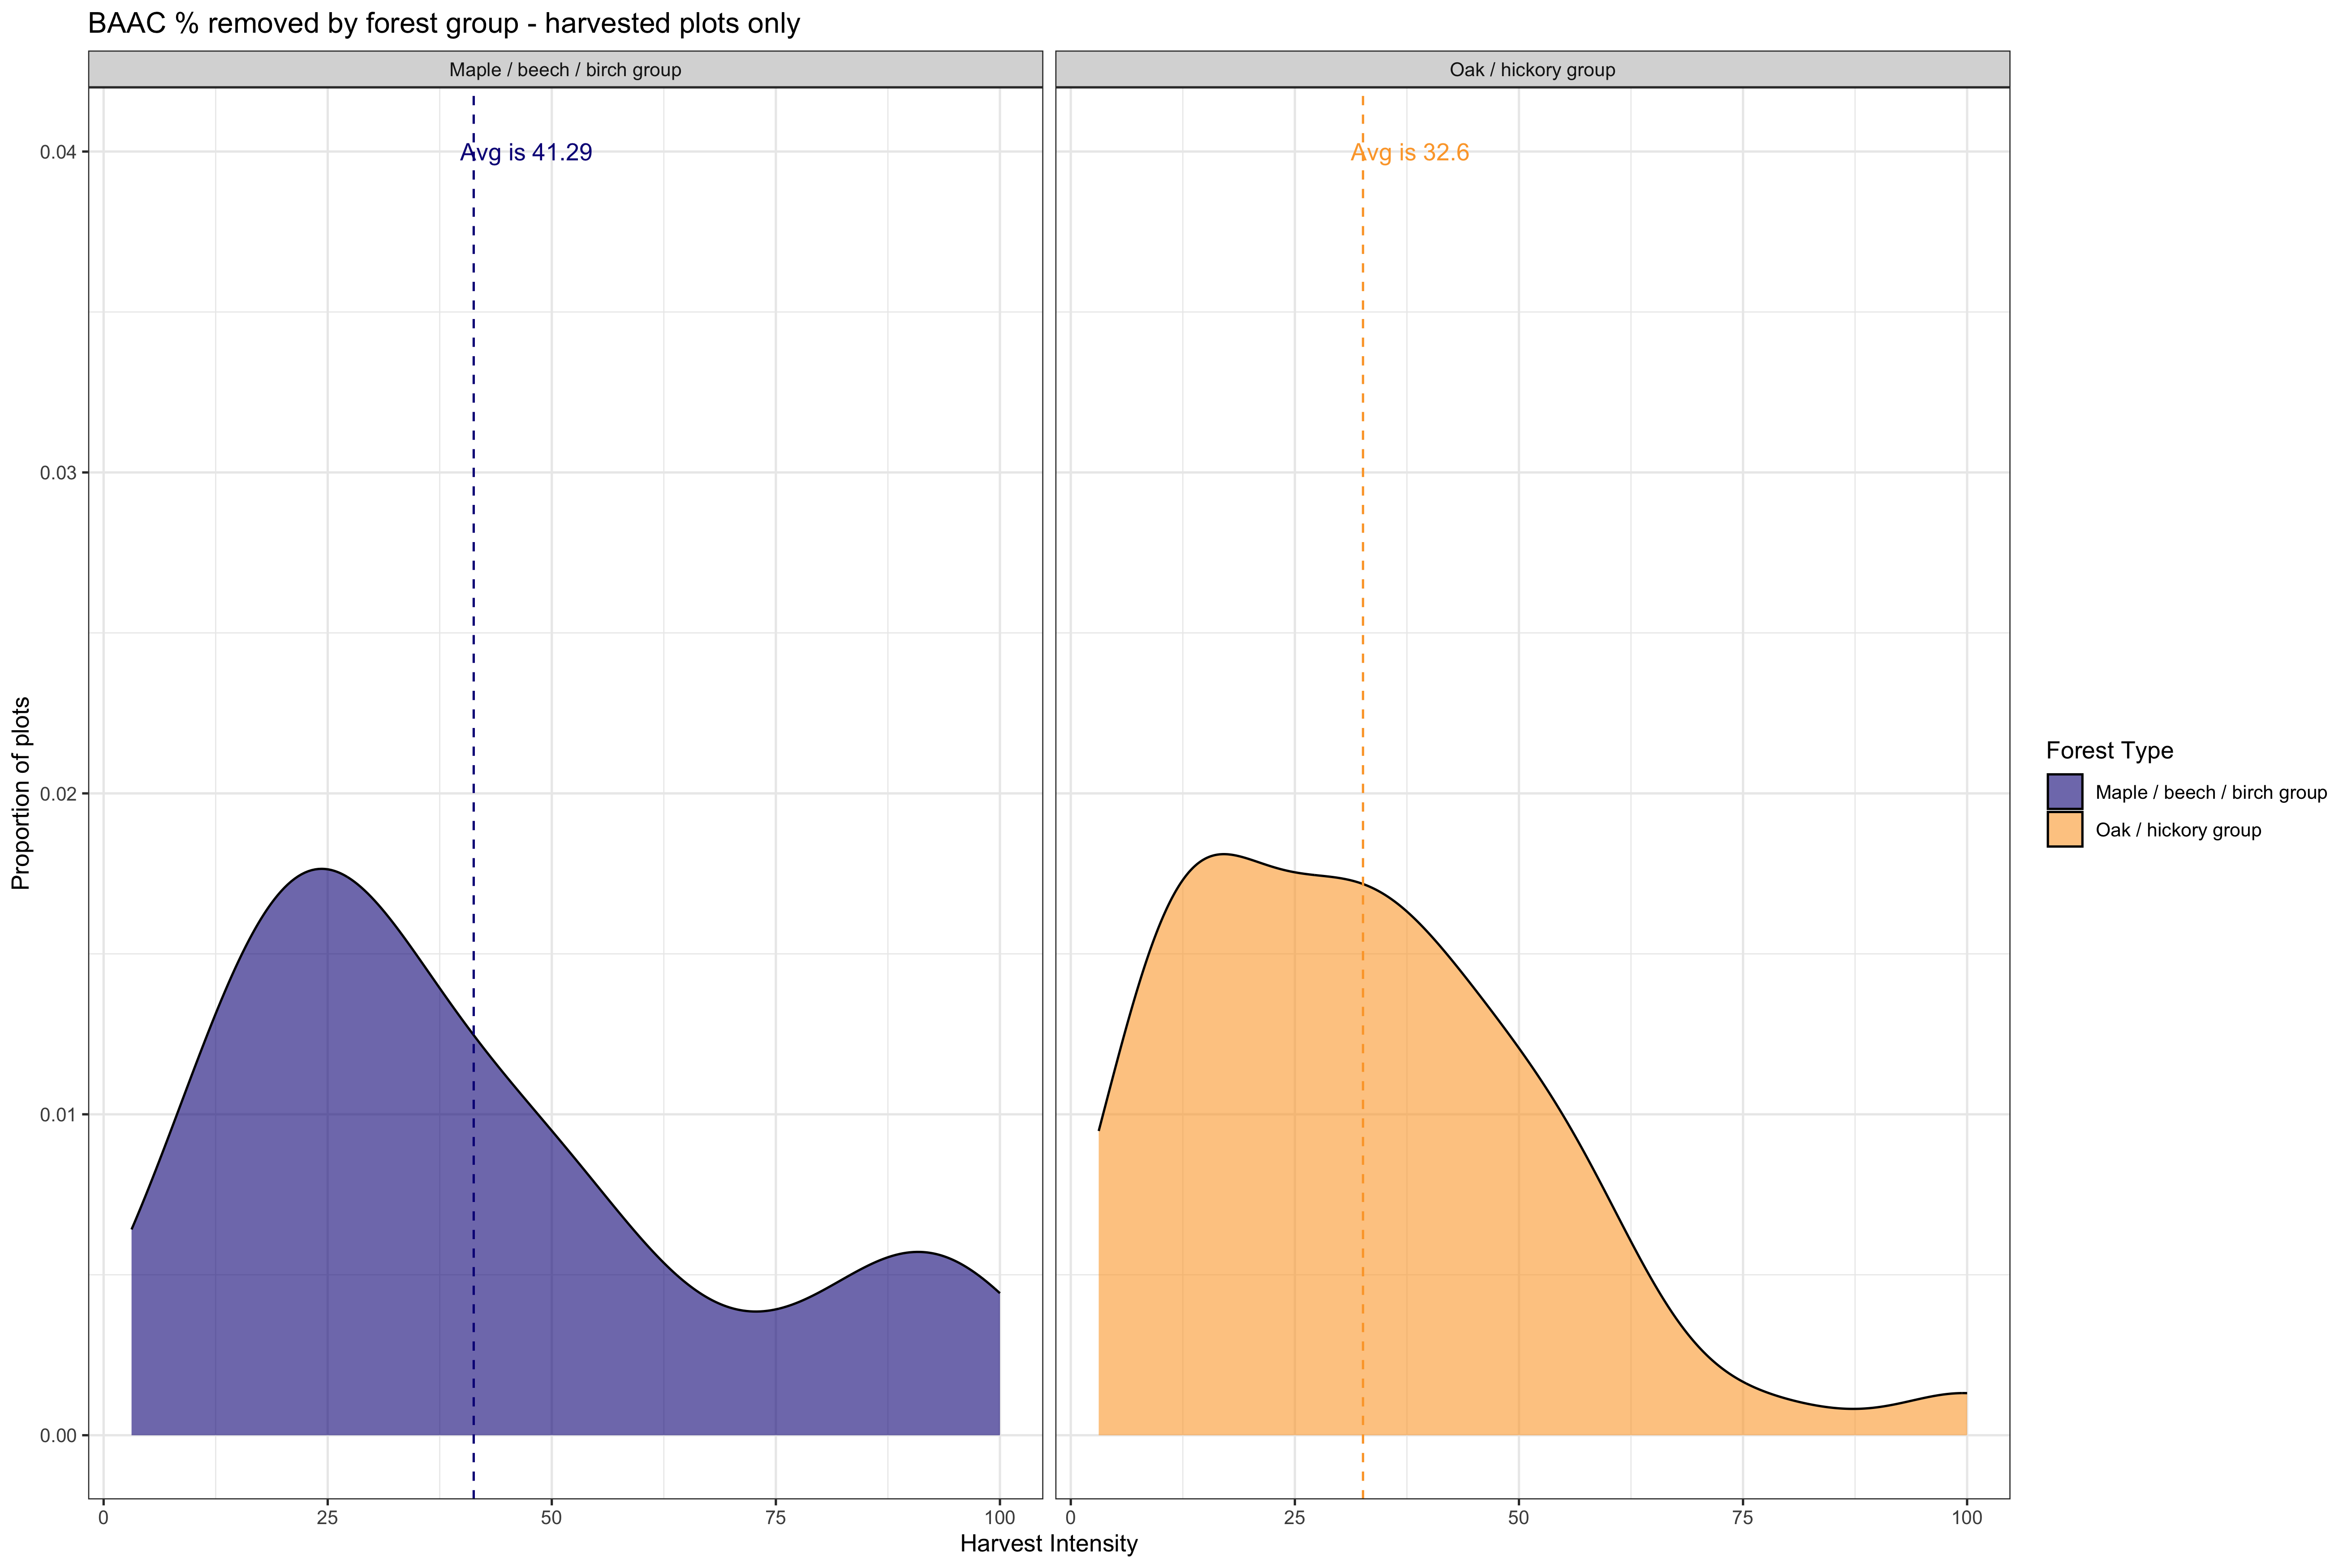 BAAC % removed by forest group - harvested plots only
Maple / beech / birch group
Oak / hickory group
Avg is 41.29
Avg is 32.6
0.04
0.03
0.02
0.01
0.00
Proportion of plots
0 25 50 75 100
0 25 50 75 100
Harvest Intensity
Forest Type
Maple / beech / birch group
Oak / hickory group